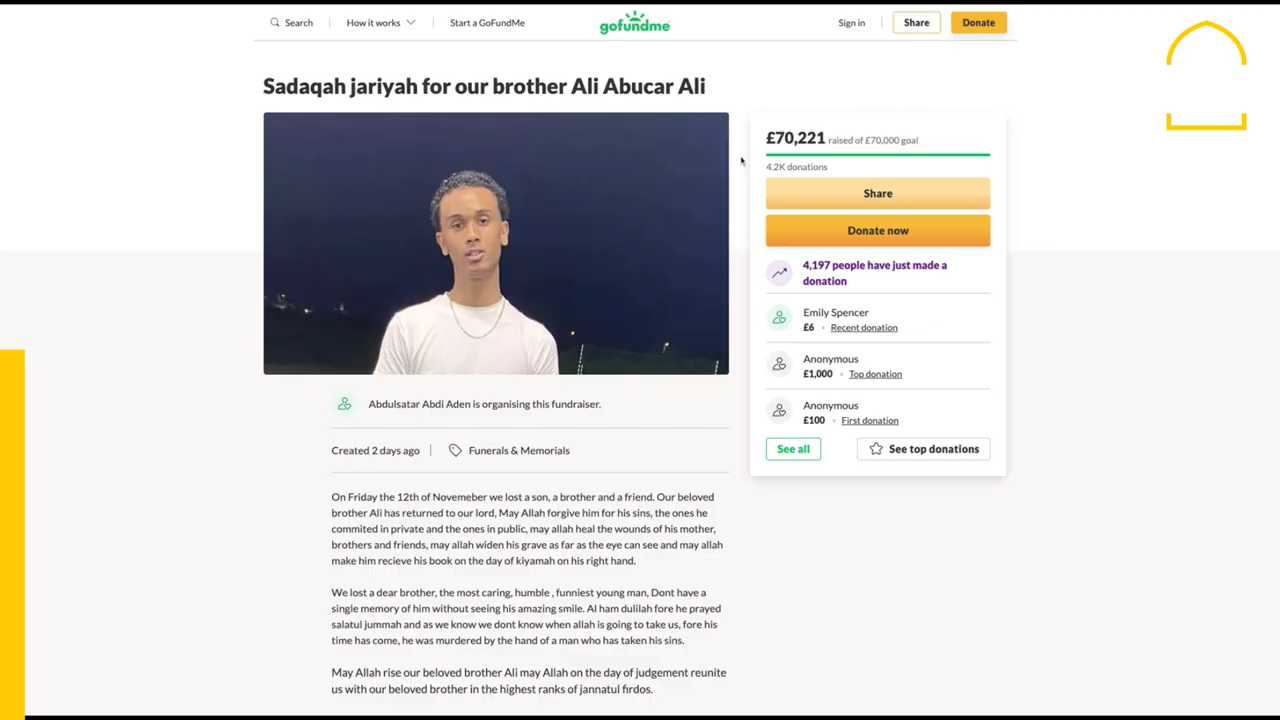 Search
How it works
Start a GoFundMe
gofundme
Sign in
Share
Donate
Sadaqah jariyah for our brother Ali Abucar Ali
£70,221 raised of £70,000 goal
4.2K donations
Share
Donate now
4,197 people have just made a
donation
Emily Spencer
£6 • Recent donation
Anonymous
£1,000 • Top donation
Anonymous
£100 • First donation
See all
See top donations
Abdulsatar Abdi Aden is organising this fundraiser.
Created 2 days ago
Funerals & Memorials
On Friday the 12th of Novemeber we lost a son, a brother and a friend. Our beloved
brother Ali has returned to our lord, May Allah forgive him for his sins, the ones he
commited in private and the ones in public, may allah heal the wounds of his mother,
brothers and friends, may allah widen his grave as far as the eye can see and may allah
make him recieve his book on the day of kiyamah on his right hand.
We lost a dear brother, the most caring, humble , funniest young man, Dont have a
single memory of him without seeing his amazing smile. Al ham dulilah fore he prayed
salatul jummah and as we know we dont know when allah is going to take us, fore his
time has come, he was murdered by the hand of a man who has taken his sins.
May Allah rise our beloved brother Ali may Allah on the day of judgement reunite
us with our beloved brother in the highest ranks of jannatul firdos.